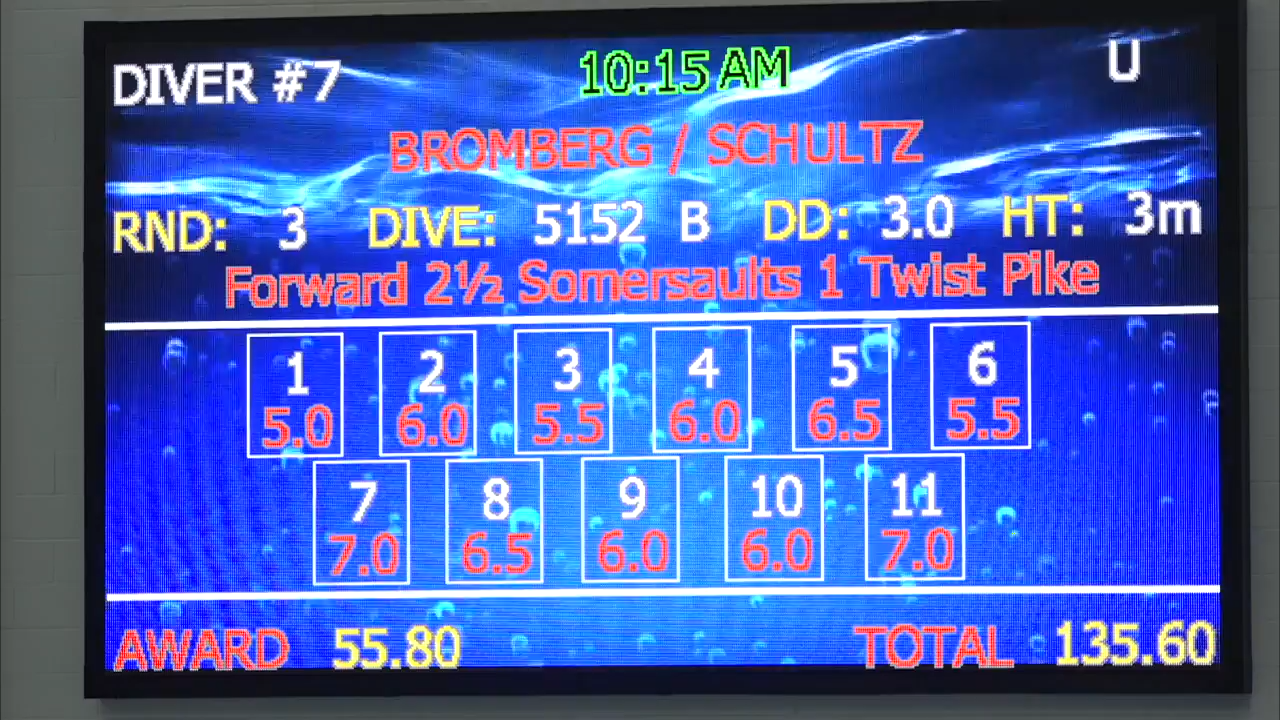 DIVER #7 10:15 AM U
BROMBERG / SCHULTZ
RND: 3 DIVE: 5152 B DD: 3.0 HT: 3m
Forward 2½ Somersaults 1 Twist Pike
1 2 3 4 5 6
5.0 6.0 5.5 6.0 6.5 5.5
7 8 9 10 11
7.0 6.5 6.0 6.0 7.0
AWARD 55.80 TOTAL 135.60